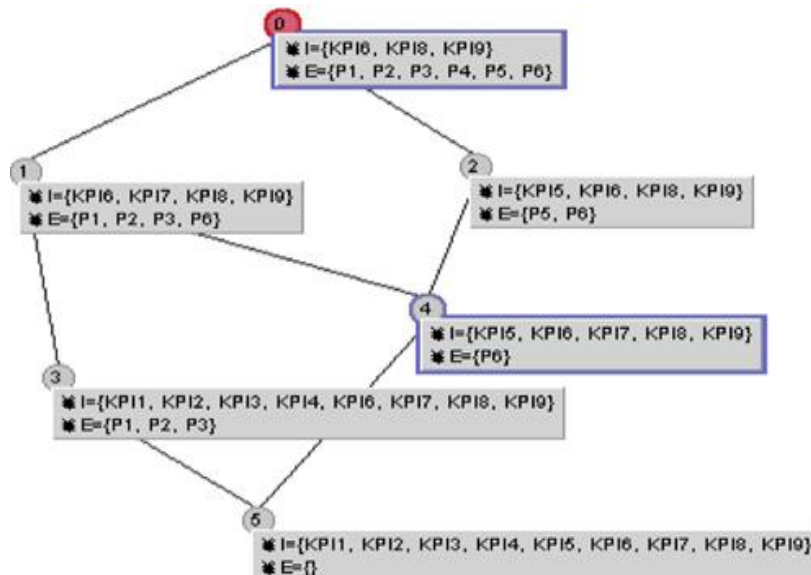 0
I={KPI6, KPI8, KPI9}
E={P1, P2, P3, P4, P5, P6}
1
I={KPI6, KPI7, KPI8, KPI9}
E={P1, P2, P3, P6}
2
I={KPI5, KPI6, KPI8, KPI9}
E={P5, P6}
4
I={KPI5, KPI6, KPI7, KPI8, KPI9}
E={P6}
3
I={KPI1, KPI2, KPI3, KPI4, KPI6, KPI7, KPI8, KPI9}
E={P1, P2, P3}
5
I={KPI1, KPI2, KPI3, KPI4, KPI5, KPI6, KPI7, KPI8, KPI9}
E={}